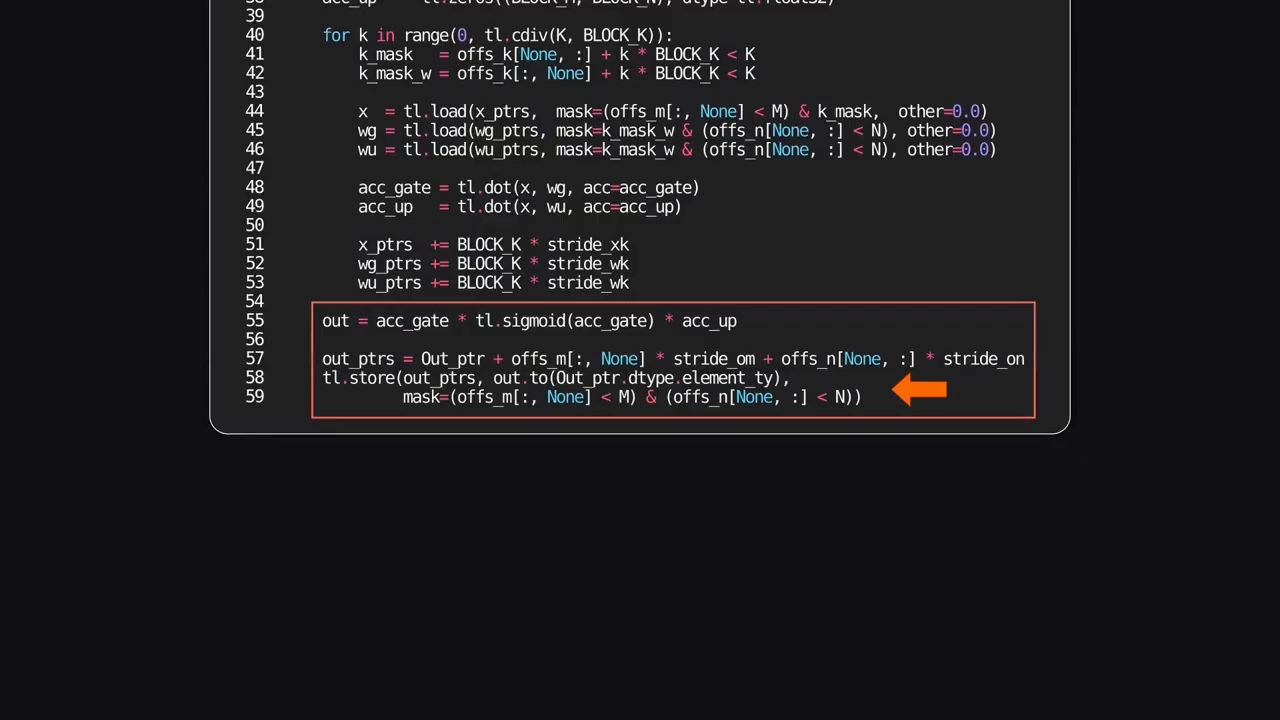 39
40 for k in range(0, tl.cdiv(K, BLOCK_K)):
41 k_mask = offs_k[None, :] + k * BLOCK_K < K
42 k_mask_w = offs_k[:, None] + k * BLOCK_K < K
43
44 x = tl.load(x_ptrs, mask=(offs_m[:, None] < M) & k_mask, other=0.0)
45 wg = tl.load(wg_ptrs, mask=k_mask_w & (offs_n[None, :] < N), other=0.0)
46 wu = tl.load(wu_ptrs, mask=k_mask_w & (offs_n[None, :] < N), other=0.0)
47
48 acc_gate = tl.dot(x, wg, acc=acc_gate)
49 acc_up = tl.dot(x, wu, acc=acc_up)
50
51 x_ptrs += BLOCK_K * stride_xk
52 wg_ptrs += BLOCK_K * stride_wk
53 wu_ptrs += BLOCK_K * stride_wk
54
55 out = acc_gate * tl.sigmoid(acc_gate) * acc_up
56
57 out_ptrs = Out_ptr + offs_m[:, None] * stride_om + offs_n[None, :] * stride_on
58 tl.store(out_ptrs, out.to(Out_ptr.dtype.element_ty),
59 mask=(offs_m[:, None] < M) & (offs_n[None, :] < N))